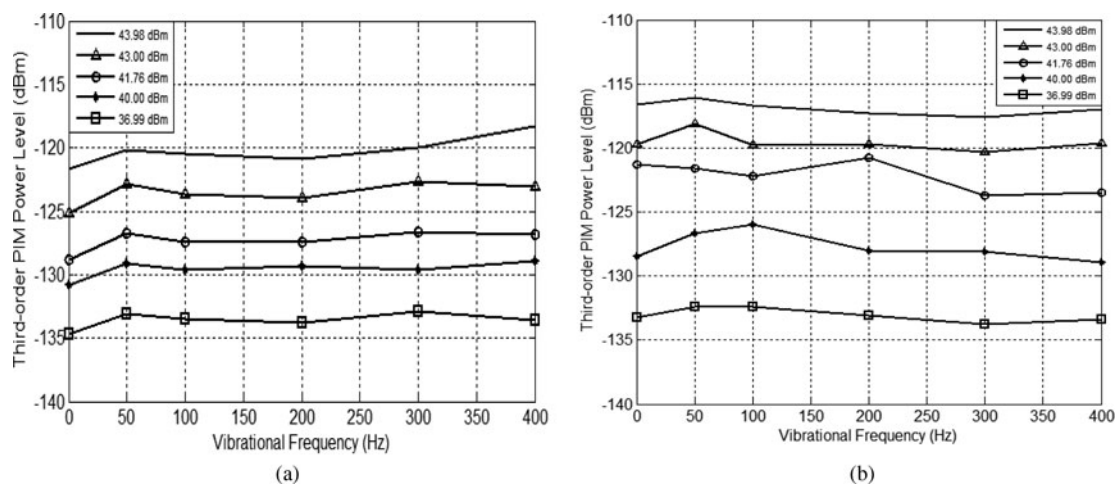 -110
-115
-120
-125
-130
-135
-140
Third-order PIM Power Level (dBm)
43.98 dBm
43.00 dBm
41.76 dBm
40.00 dBm
36.99 dBm
0 50 100 150 200 250 300 350 400
Vibrational Frequency (Hz)
(a)
-110
-115
-120
-125
-130
-135
-140
Third-order PIM Power Level (dBm)
43.98 dBm
43.00 dBm
41.76 dBm
40.00 dBm
36.99 dBm
0 50 100 150 200 250 300 350 400
Vibrational Frequency (Hz)
(b)